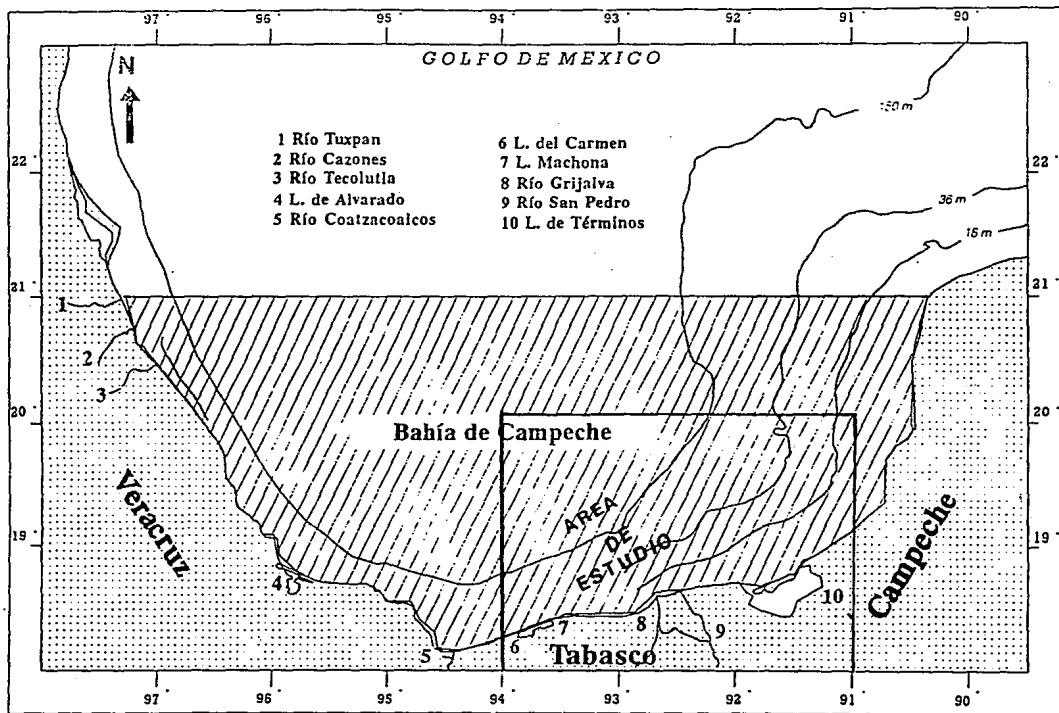 97° 96° 95° 94° 93° 92° 91° 90°
GOLFO DE MEXICO
N
150 m
1 Río Tuxpan
2 Río Cazones
3 Río Tecolutla
4 L. de Alvarado
5 Río Coatzacoalcos
6 L. del Carmen
7 L. Machona
8 Río Grijalva
9 Río San Pedro
10 L. de Términos
22° 22°
36 m
18 m
21° 21°
1
2
3
20° 20°
Bahía de Campeche
Veracruz
AREA
DE
ESTUDIO
Campeche
19° 19°
4
10
5
6
7
8
9
Tabasco
97° 96° 95° 94° 93° 92° 91° 90°